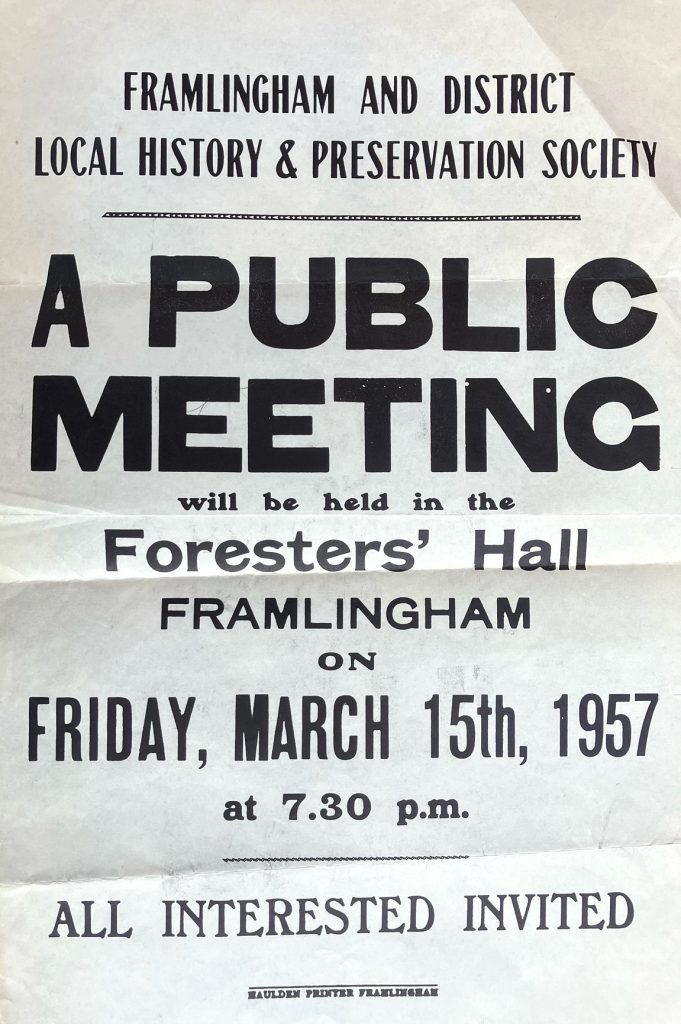 FRAMLINGHAM AND DISTRICT
LOCAL HISTORY & PRESERVATION SOCIETY
A PUBLIC
MEETING
will be held in the
Foresters' Hall
FRAMLINGHAM
ON
FRIDAY, MARCH 15th, 1957
at 7.30 p.m.
ALL INTERESTED INVITED
MAULDEN PRINTER FRAMLINGHAM